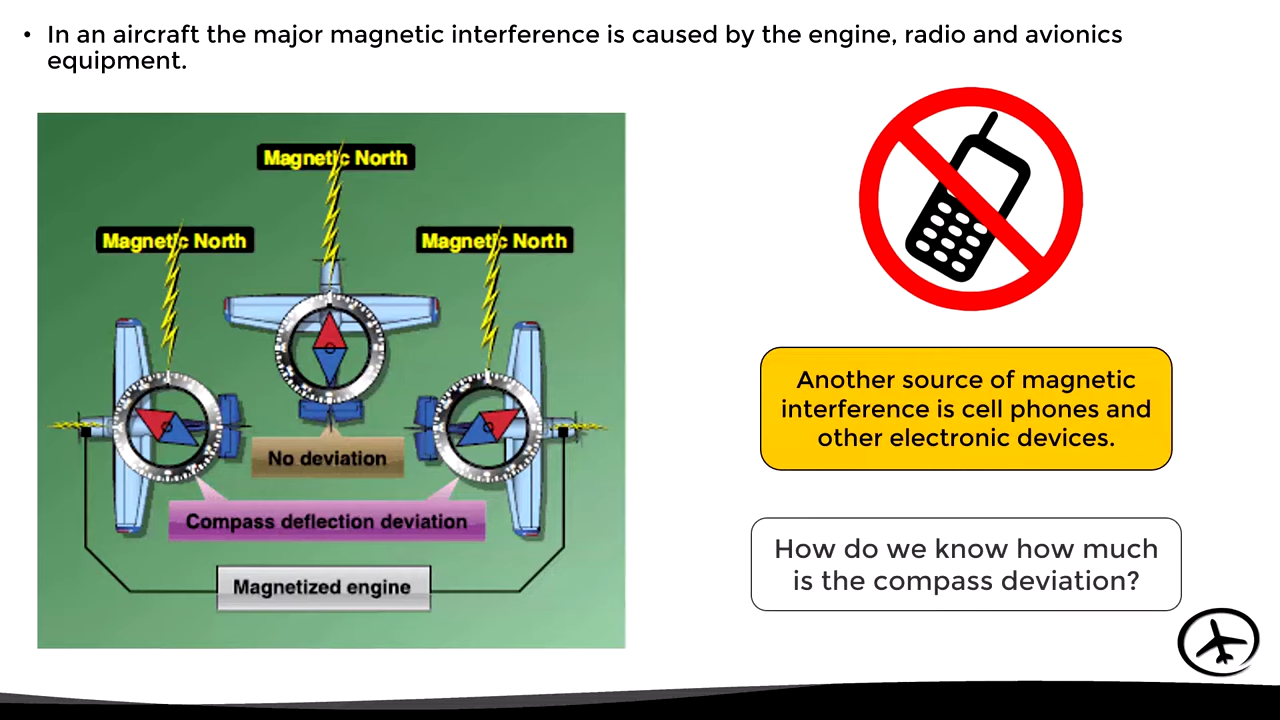 • In an aircraft the major magnetic interference is caused by the engine, radio and avionics
equipment.
Magnetic North
Magnetic North
Magnetic North
No deviation
Compass deflection deviation
Magnetized engine
Another source of magnetic
interference is cell phones and
other electronic devices.
How do we know how much
is the compass deviation?